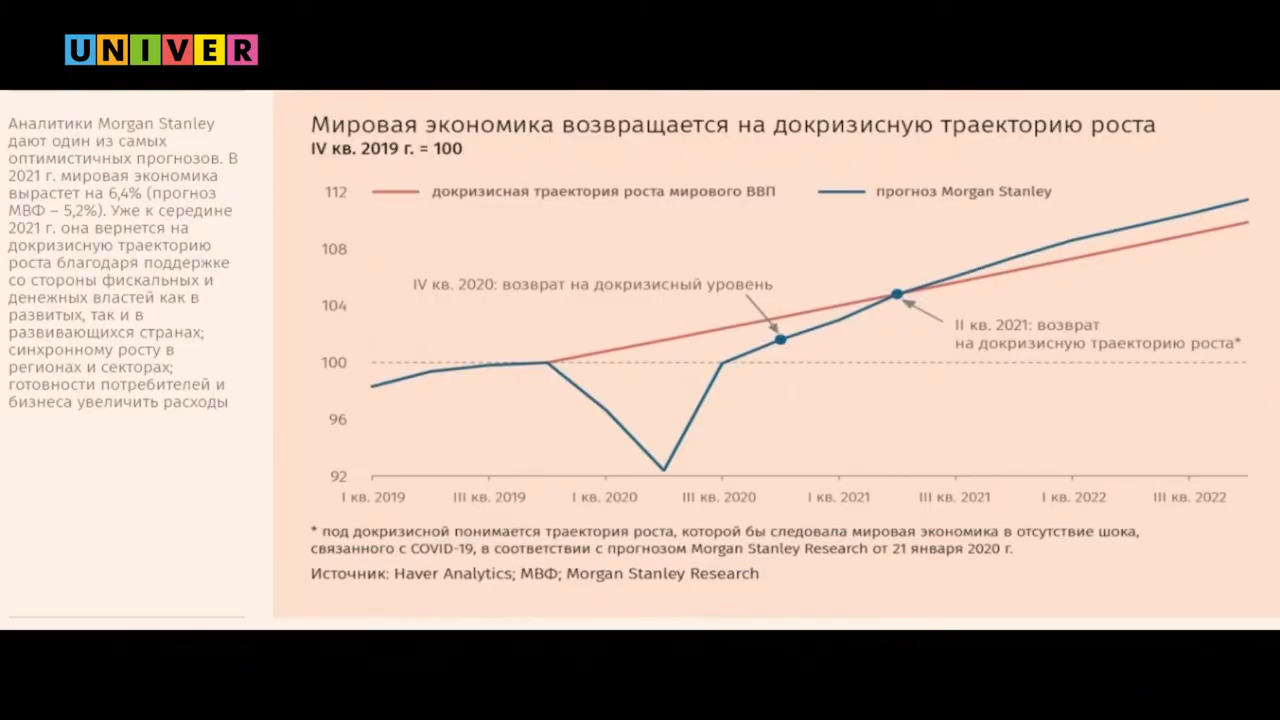 UNIVER
Аналитики Morgan Stanley
дают один из самых
оптимистичных прогнозов. В
2021 г. мировая экономика
вырастет на 6,4% (прогноз
МВФ – 5,2%). Уже к середине
2021 г. она вернется на
докризисную траекторию
роста благодаря поддержке
со стороны фискальных и
денежных властей как в
развитых, так и в
развивающихся странах;
синхронному росту в
регионах и секторах;
готовности потребителей и
бизнеса увеличить расходы
Мировая экономика возвращается на докризисную траекторию роста
IV кв. 2019 г. = 100
112
докризисная траектория роста мирового ВВП
прогноз Morgan Stanley
108
IV кв. 2020: возврат на докризисный уровень
104
II кв. 2021: возврат
на докризисную траекторию роста*
100
96
92
I кв. 2019
III кв. 2019
I кв. 2020
III кв. 2020
I кв. 2021
III кв. 2021
I кв. 2022
III кв. 2022
* под докризисной понимается траектория роста, которой бы следовала мировая экономика в отсутствие шока,
связанного с COVID-19, в соответствии с прогнозом Morgan Stanley Research от 21 января 2020 г.
Источник: Haver Analytics; МВФ; Morgan Stanley Research